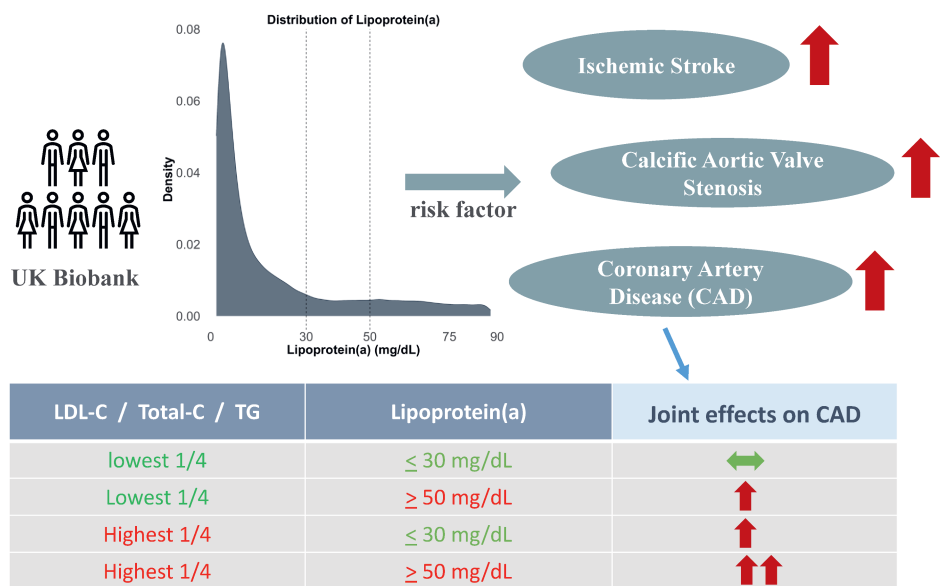 Distribution of Lipoprotein(a)
0.08
0.06
0.04
0.02
0.00
Density
0 30 50 75 90
Lipoprotein(a) (mg/dL)
UK Biobank
risk factor
Ischemic Stroke
Calcific Aortic Valve
Stenosis
Coronary Artery
Disease (CAD)
LDL-C / Total-C / TG Lipoprotein(a) Joint effects on CAD
lowest 1/4 ≤ 30 mg/dL
Lowest 1/4 ≥ 50 mg/dL
Highest 1/4 ≤ 30 mg/dL
Highest 1/4 ≥ 50 mg/dL